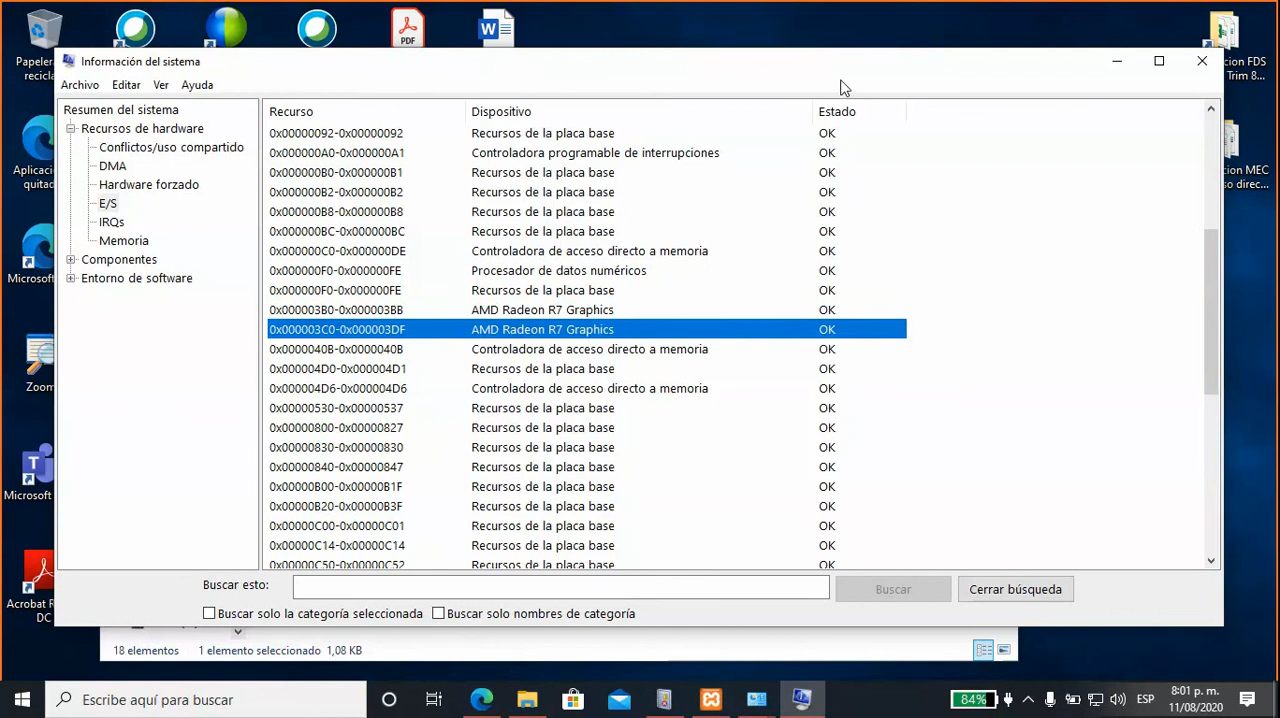 PDF
Papelera
recicl
Aplicac
quitad
Microsof
Zoom
Microsoft
Acrobat R
DC
cion FDS
Trim 8...
cion MEC
so direc...
Información del sistema
Archivo Editar Ver Ayuda
Resumen del sistema
Recursos de hardware
Conflictos/uso compartido
DMA
Hardware forzado
E/S
IRQs
Memoria
Componentes
Entorno de software
Recurso Dispositivo Estado
0x00000092-0x00000092 Recursos de la placa base OK
0x000000A0-0x000000A1 Controladora programable de interrupciones OK
0x000000B0-0x000000B1 Recursos de la placa base OK
0x000000B2-0x000000B2 Recursos de la placa base OK
0x000000B8-0x000000B8 Recursos de la placa base OK
0x000000BC-0x000000BC Recursos de la placa base OK
0x000000C0-0x000000DE Controladora de acceso directo a memoria OK
0x000000F0-0x000000FE Procesador de datos numéricos OK
0x000000F0-0x000000FE Recursos de la placa base OK
0x000003B0-0x000003BB AMD Radeon R7 Graphics OK
0x000003C0-0x000003DF AMD Radeon R7 Graphics OK
0x0000040B-0x0000040B Controladora de acceso directo a memoria OK
0x000004D0-0x000004D1 Recursos de la placa base OK
0x000004D6-0x000004D6 Controladora de acceso directo a memoria OK
0x00000530-0x00000537 Recursos de la placa base OK
0x00000800-0x00000827 Recursos de la placa base OK
0x00000830-0x00000830 Recursos de la placa base OK
0x00000840-0x00000847 Recursos de la placa base OK
0x00000B00-0x00000B1F Recursos de la placa base OK
0x00000B20-0x00000B3F Recursos de la placa base OK
0x00000C00-0x00000C01 Recursos de la placa base OK
0x00000C14-0x00000C14 Recursos de la placa base OK
0x00000C50-0x00000C52 Recursos de la placa base OK
Buscar esto: Buscar Cerrar búsqueda
Buscar solo la categoría seleccionada Buscar solo nombres de categoría
18 elementos 1 elemento seleccionado 1,08 KB
Escribe aquí para buscar
84%
ESP
8:01 p. m.
11/08/2020